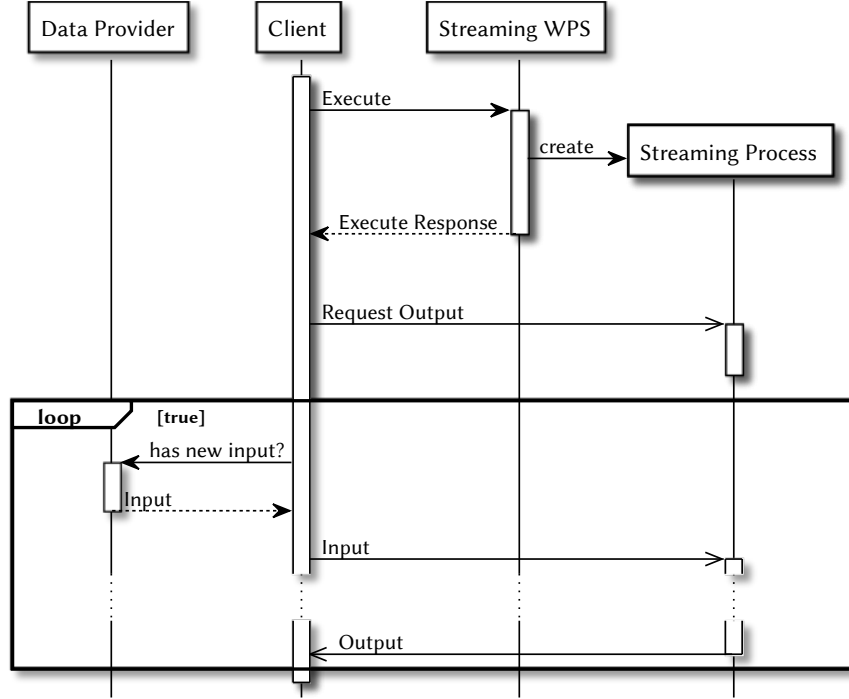 Data Provider
Client
Streaming WPS
Execute
create
Streaming Process
Execute Response
Request Output
loop
[true]
has new input?
Input
Input
Output